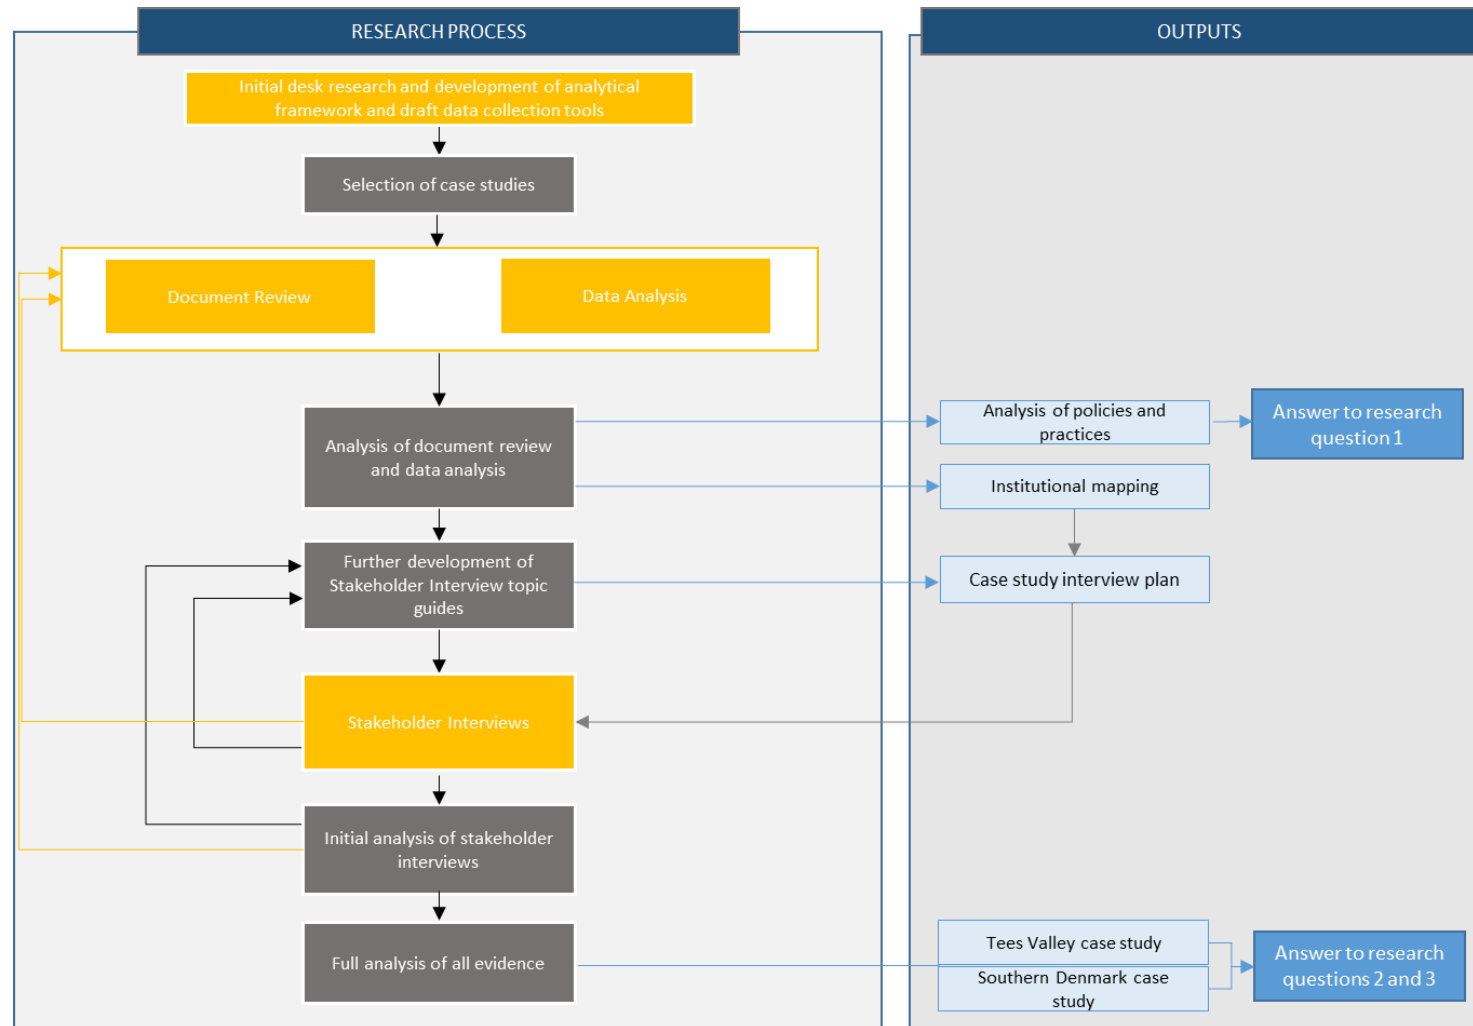 RESEARCH PROCESS
OUTPUTS
Initial desk research and development of analytical
framework and draft data collection tools
Selection of case studies
Document Review
Data Analysis
Analysis of document review
and data analysis
Analysis of policies and
practices
Answer to research
question 1
Institutional mapping
Further development of
Stakeholder Interview topic
guides
Case study interview plan
Stakeholder Interviews
Initial analysis of stakeholder
interviews
Full analysis of all evidence
Tees Valley case study
Southern Denmark case
study
Answer to research
questions 2 and 3